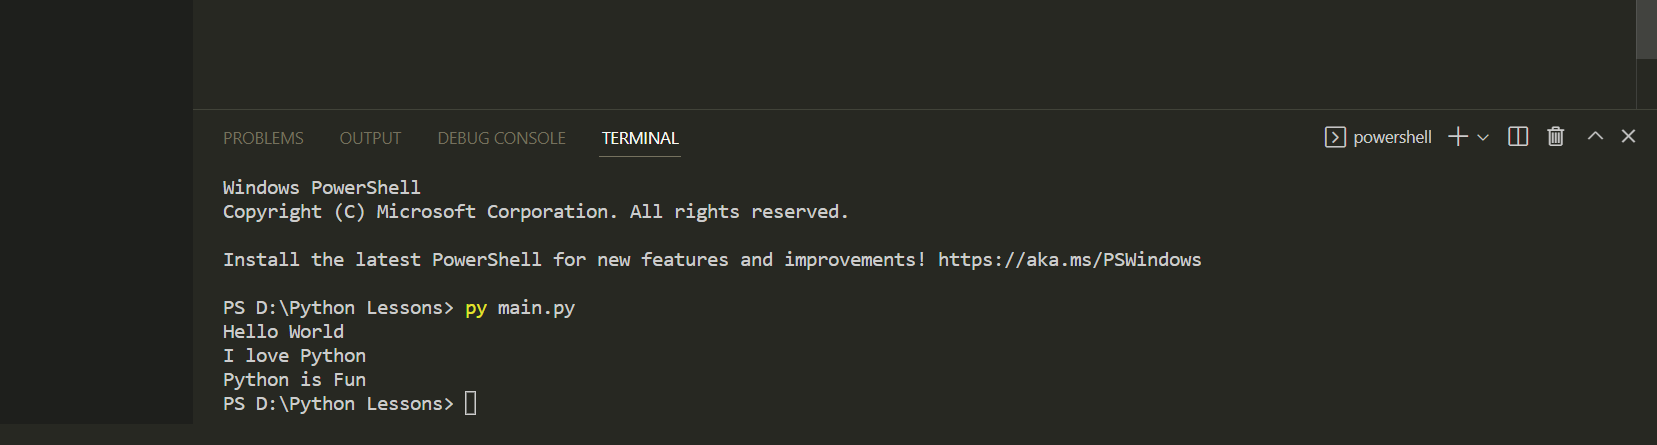 PROBLEMS OUTPUT DEBUG CONSOLE TERMINAL powershell
Windows PowerShell
Copyright (C) Microsoft Corporation. All rights reserved.
Install the latest PowerShell for new features and improvements! https://aka.ms/PSWindows
PS D:\Python Lessons> py main.py
Hello World
I love Python
Python is Fun
PS D:\Python Lessons>